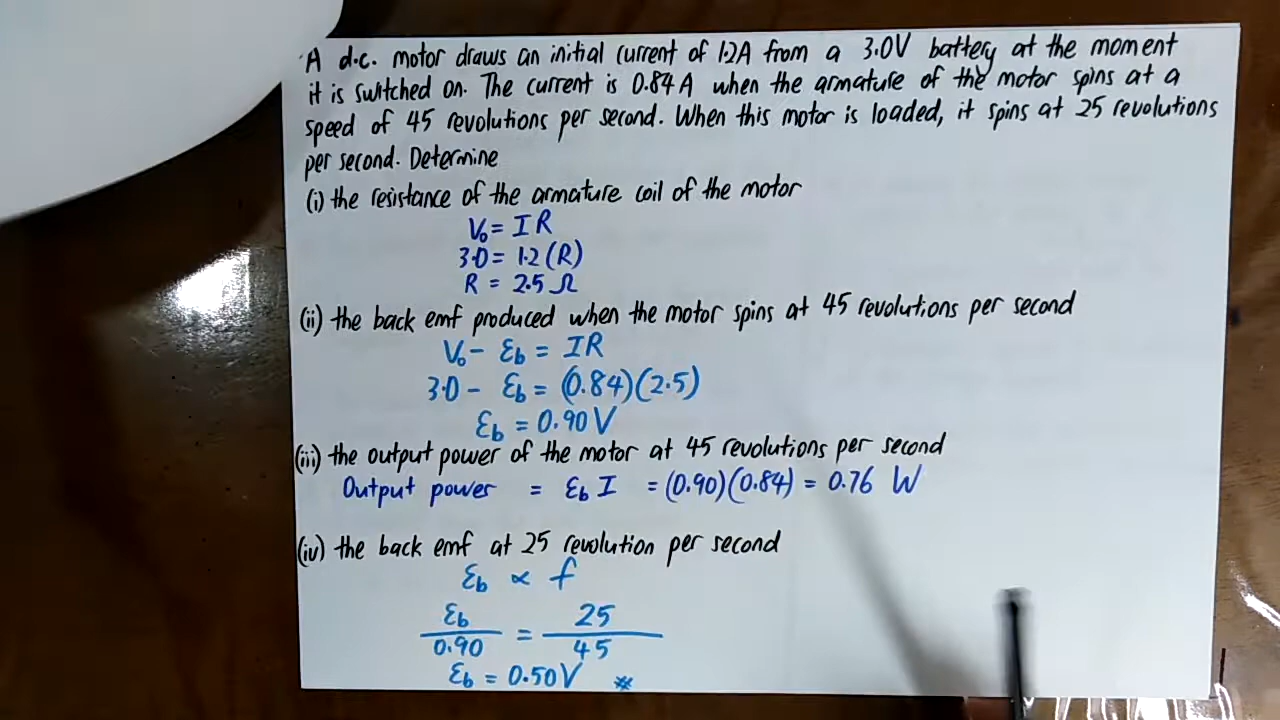 A d.c. motor draws an initial current of 1.2A from a 3.0V battery at the moment
it is switched on. The current is 0.84 A when the armature of the motor spins at a
speed of 45 revolutions per second. When this motor is loaded, it spins at 25 revolutions
per second. Determine
(i) the resistance of the armature coil of the motor
V₀ = I R
3.0 = 1.2 (R)
R = 2.5 Ω
(ii) the back emf produced when the motor spins at 45 revolutions per second
V₀ - Ɛb = IR
3.0 - Ɛb = (0.84)(2.5)
Ɛb = 0.90 V
(iii) the output power of the motor at 45 revolutions per second
Output power = Ɛb I = (0.90)(0.84) = 0.76 W
(iv) the back emf at 25 revolution per second
Ɛb ∝ f
Ɛb / 0.90 = 25 / 45
Ɛb = 0.50V